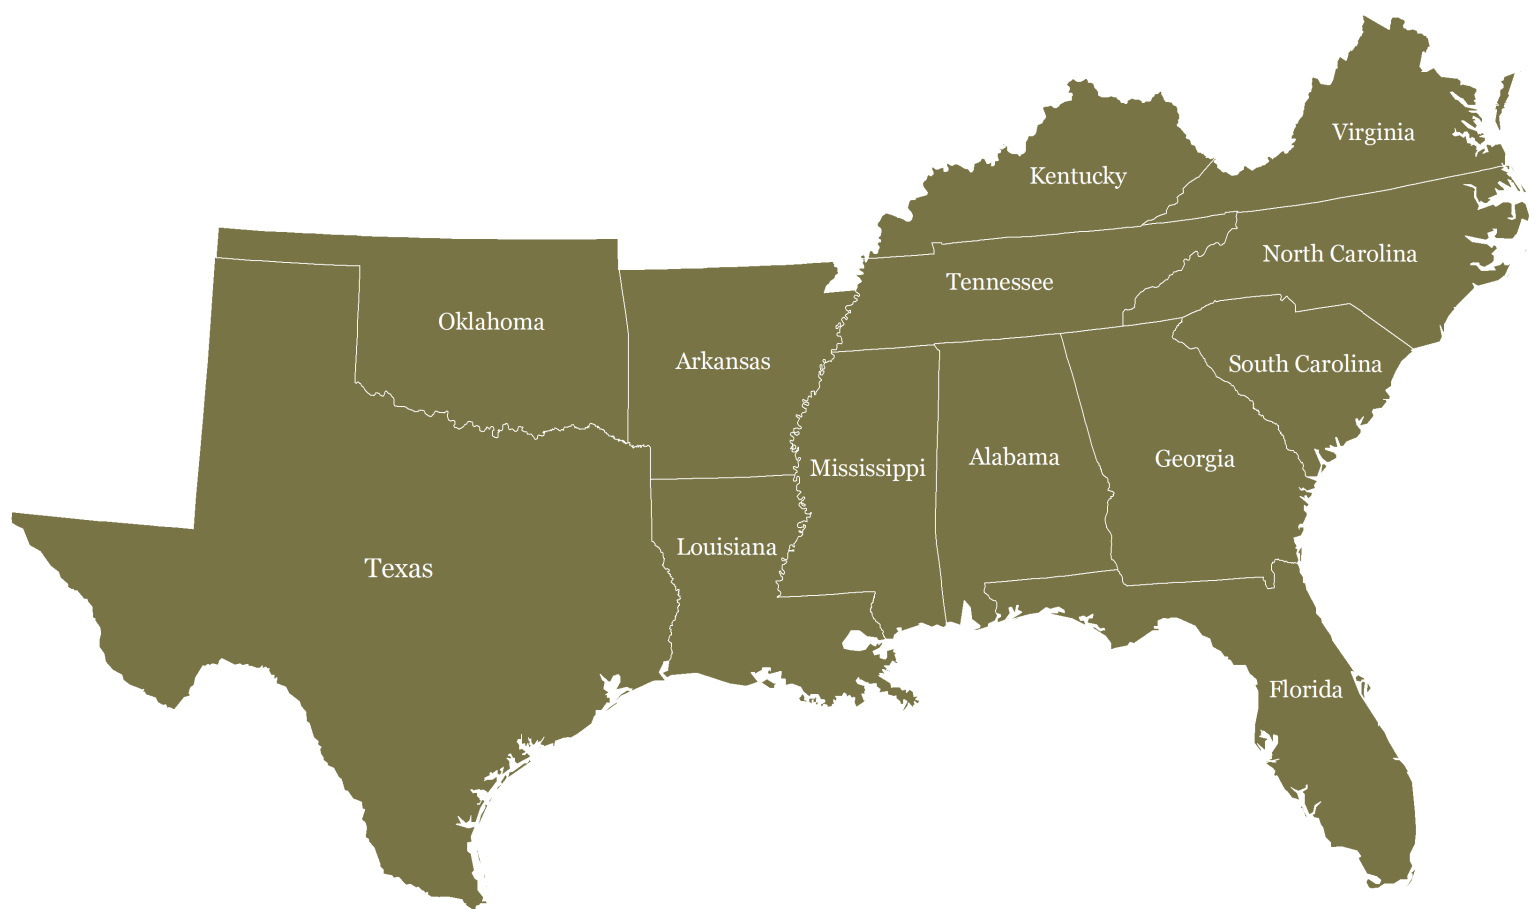 Virginia
Kentucky
North Carolina
Tennessee
Oklahoma
Arkansas
South Carolina
Mississippi
Alabama
Georgia
Louisiana
Texas
Florida